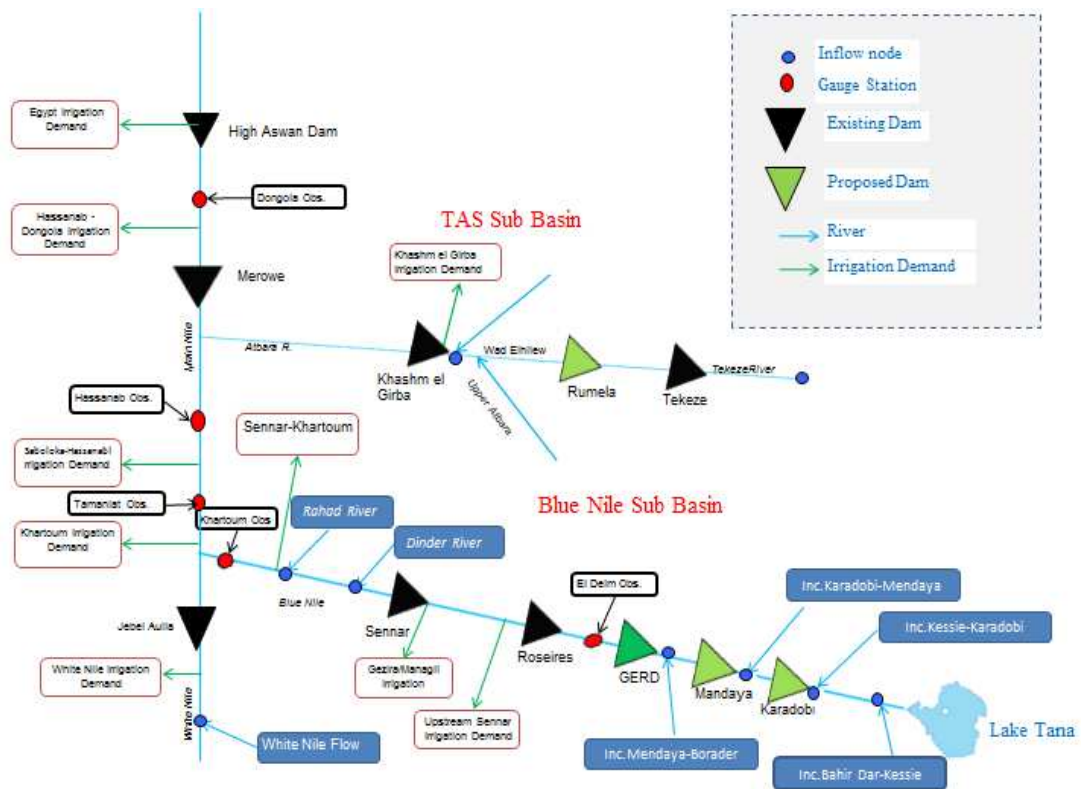 Egypt Irrigation
Demand
High Aswan Dam
Dongola Obs.
Hassanab -
Dongola Irrigation
Demand
Merowe
TAS Sub Basin
Khashm el Girba
Irrigation Demand
Main Nile
Atbara R.
Khashm el
Girba
Wad Elhilew
Upper Atbara
Rumela
Tekeze
TekezeRiver
Hassanab Obs.
Sennar-Khartoum
Saboloka-Hassanab
Irrigation Demand
Tamaniat Obs.
Khartoum Obs
Khartoum Irrigation
Demand
Rahad River
Dinder River
Blue Nile Sub Basin
Blue Nile
Jebel Aulia
Sennar
Gezira/Managil
Irrigation
Upstream Sennar
Irrigation Demand
Roseires
El Deim Obs.
GERD
Mandaya
Karadobi
Inc.Karadobi-Mendaya
Inc.Kessie-Karadobi
Inc.Mendaya-Borader
Inc.Bahir Dar-Kessie
Lake Tana
White Nile Irrigation
Demand
White Nile
White Nile Flow
Inflow node
Gauge Station
Existing Dam
Proposed Dam
River
Irrigation Demand